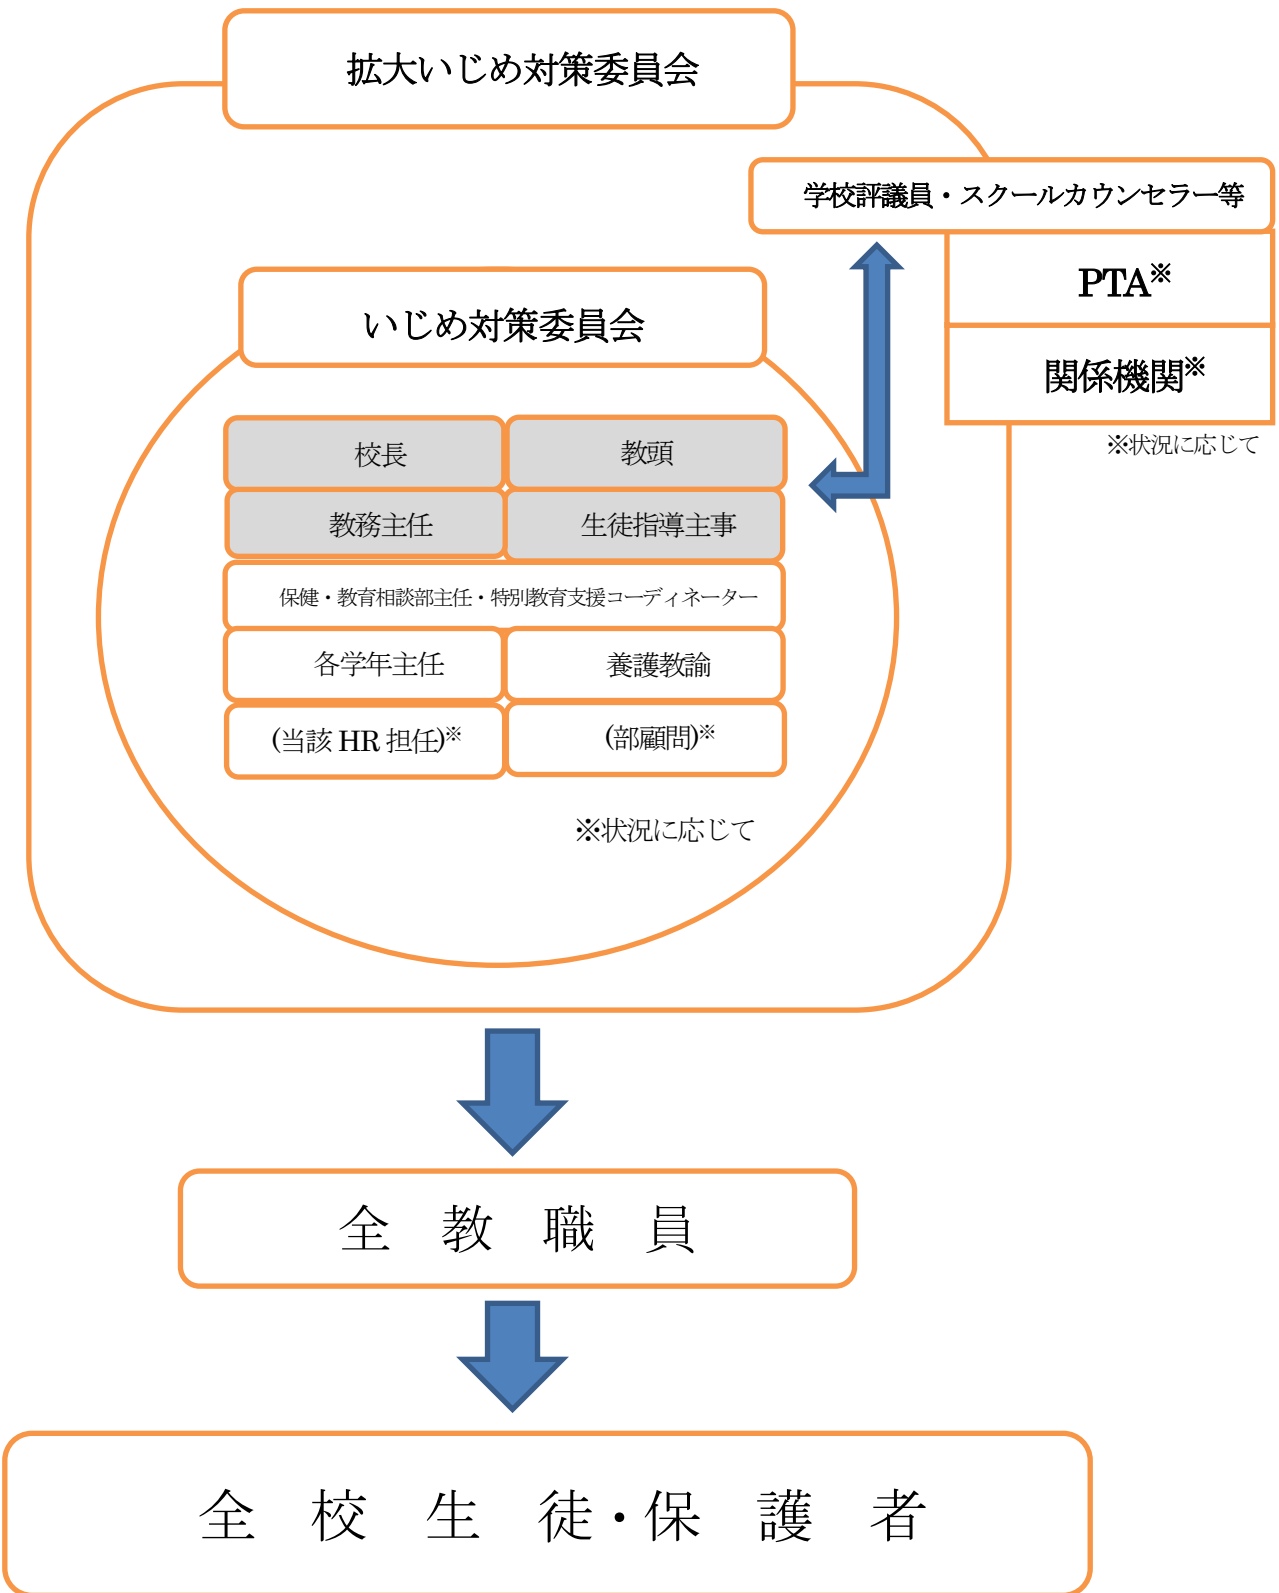 拡大いじめ対策委員会
学校評議員・スクールカウンセラー等
PTA※
関係機関※
※状況に応じて
いじめ対策委員会
校長
教頭
教務主任
生徒指導主事
保健・教育相談部主任・特別教育支援コーディネーター
各学年主任
養護教諭
(当該 HR 担任)※
(部顧問)※
※状況に応じて
全 教 職 員
全 校 生 徒・保 護 者